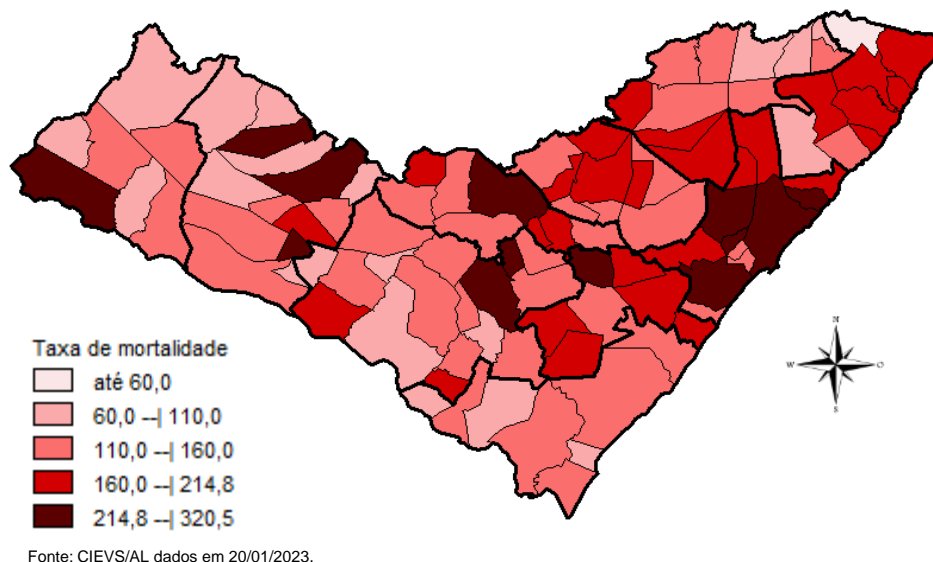 N
W
O
S
Taxa de mortalidade
até 60,0
60,0 --| 110,0
110,0 --| 160,0
160,0 --| 214,8
214,8 --| 320,5
Fonte: CIEVS/AL dados em 20/01/2023.